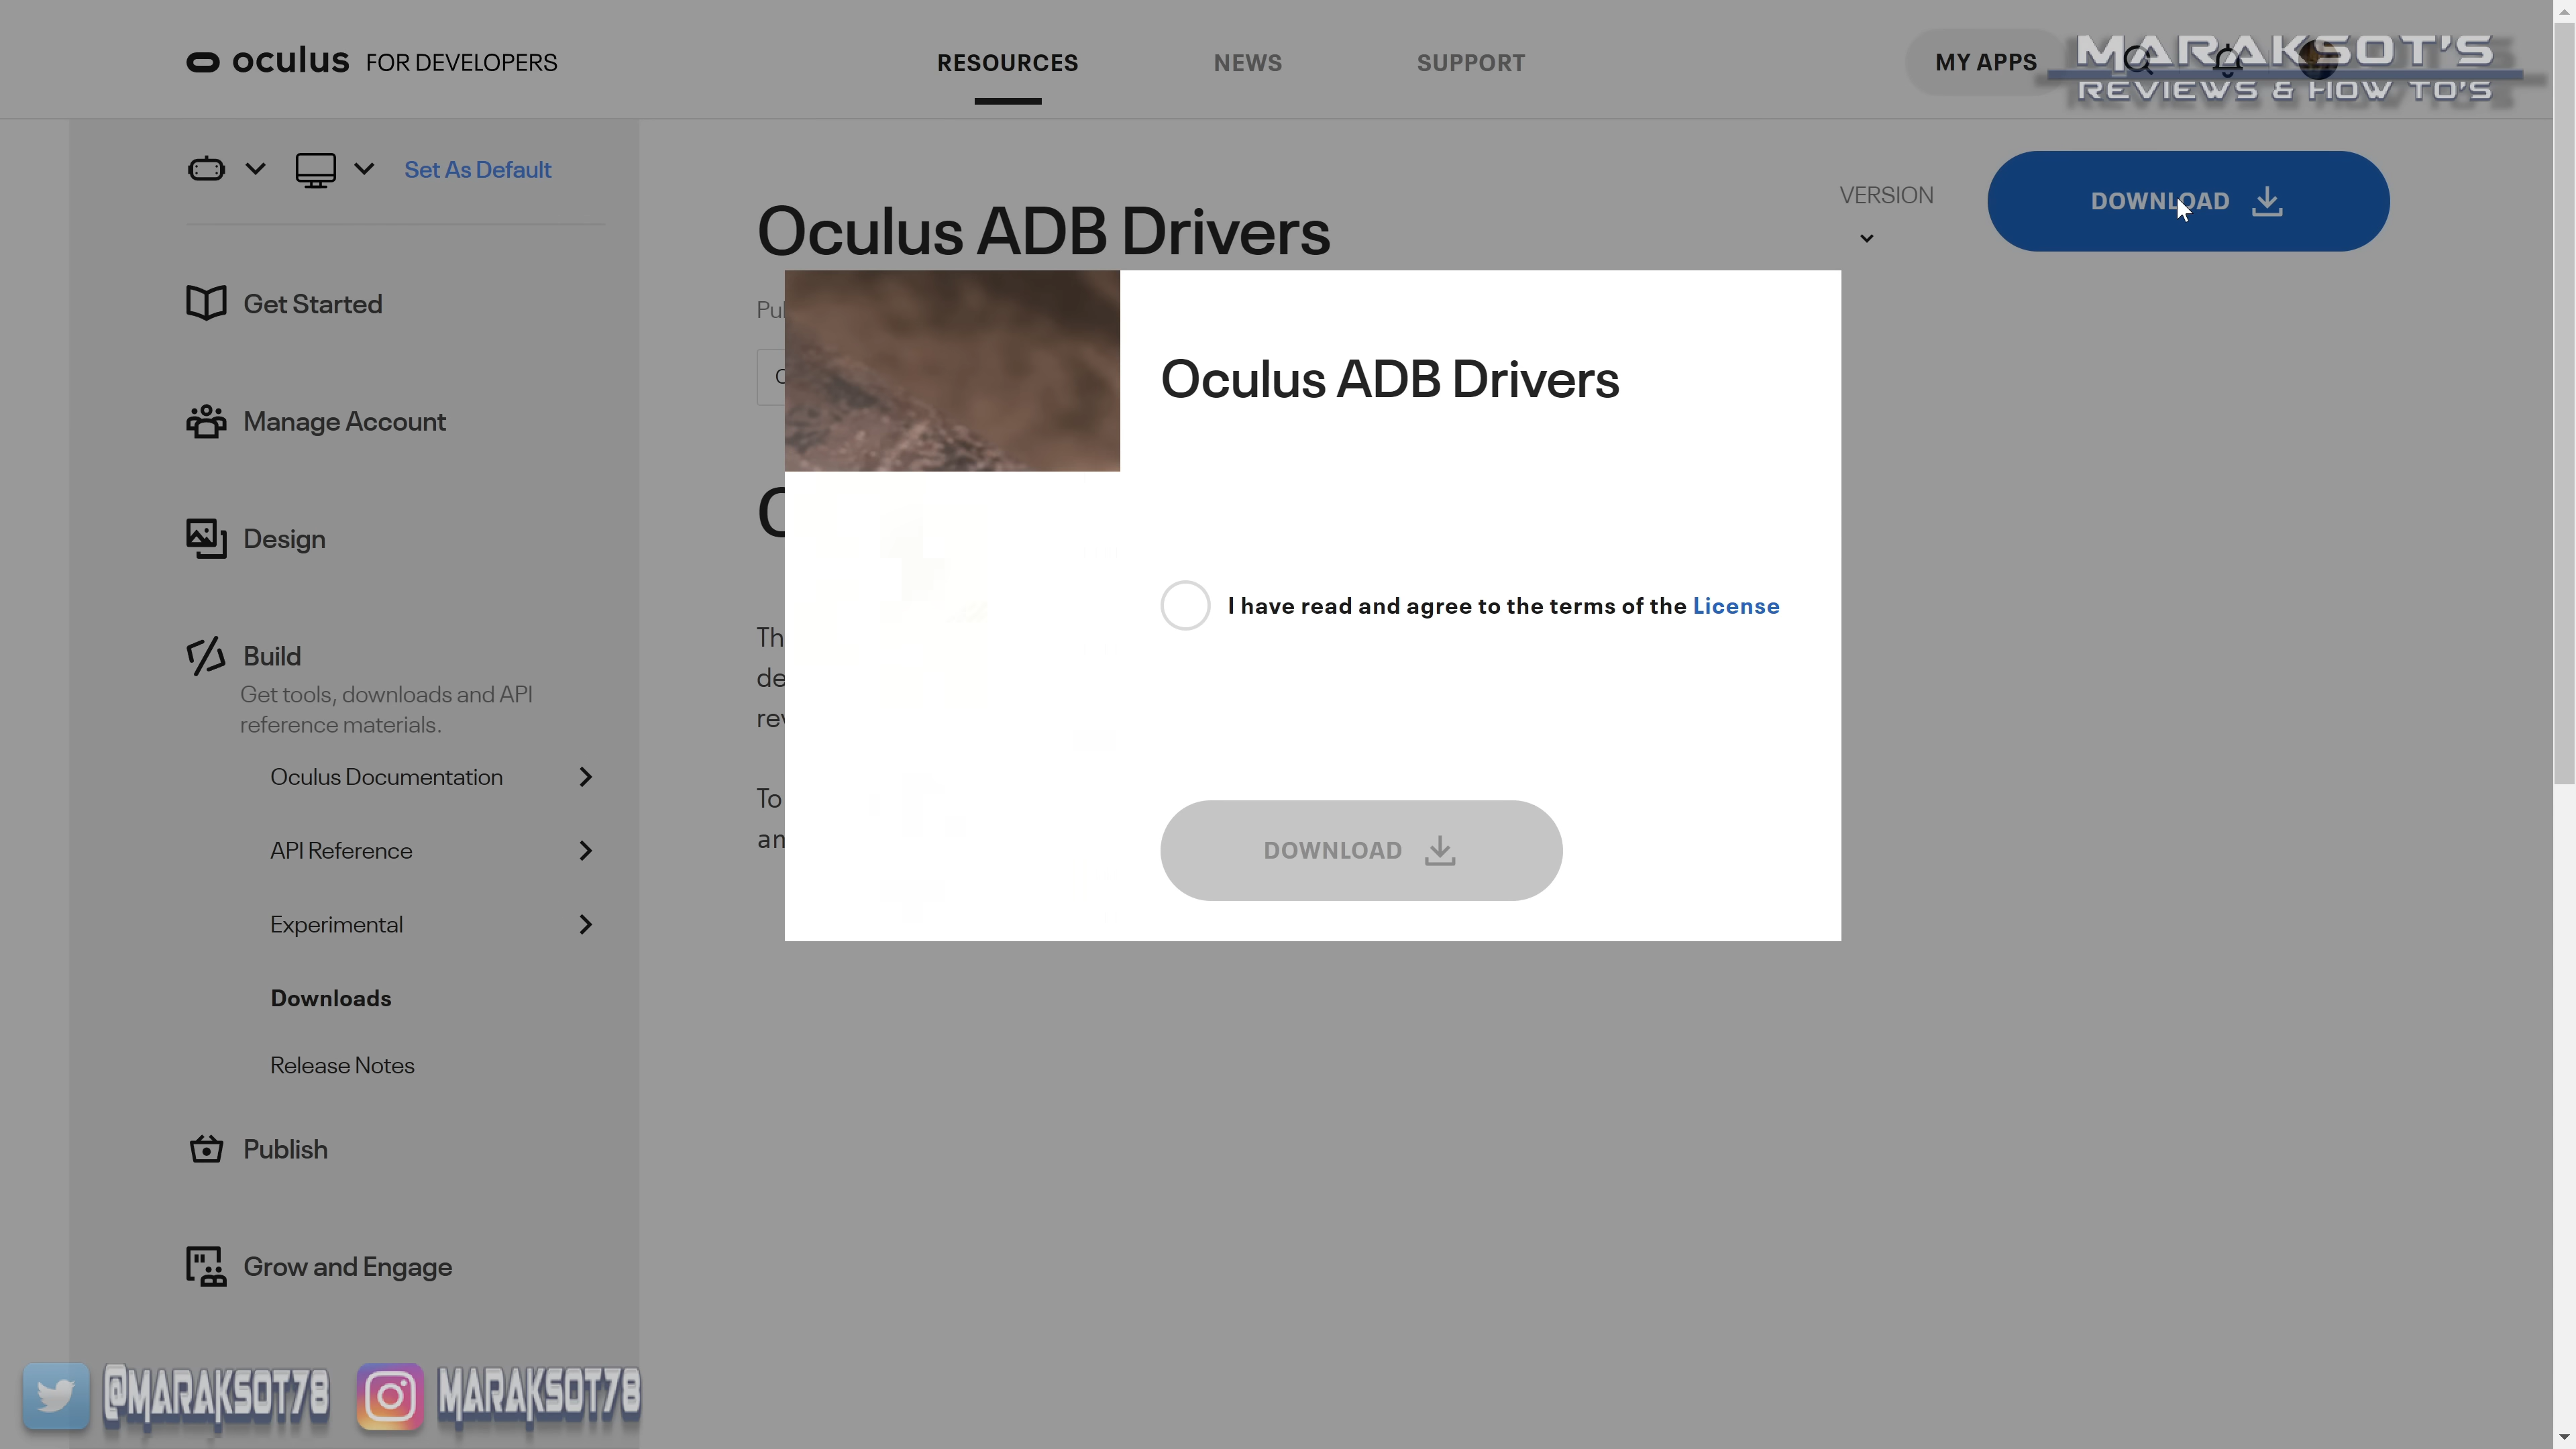 oculus FOR DEVELOPERS
RESOURCES
NEWS
SUPPORT
MY APPS
MARAKSOT'S
REVIEWS & HOW TO'S
Set As Default
Get Started
Manage Account
Design
Build
Get tools, downloads and API
reference materials.
Oculus Documentation
API Reference
Experimental
Downloads
Release Notes
Publish
Grow and Engage
Oculus ADB Drivers
VERSION
DOWNLOAD
Oculus ADB Drivers
I have read and agree to the terms of the License
DOWNLOAD
To
@MARAKSOT78
MARAKSOT78